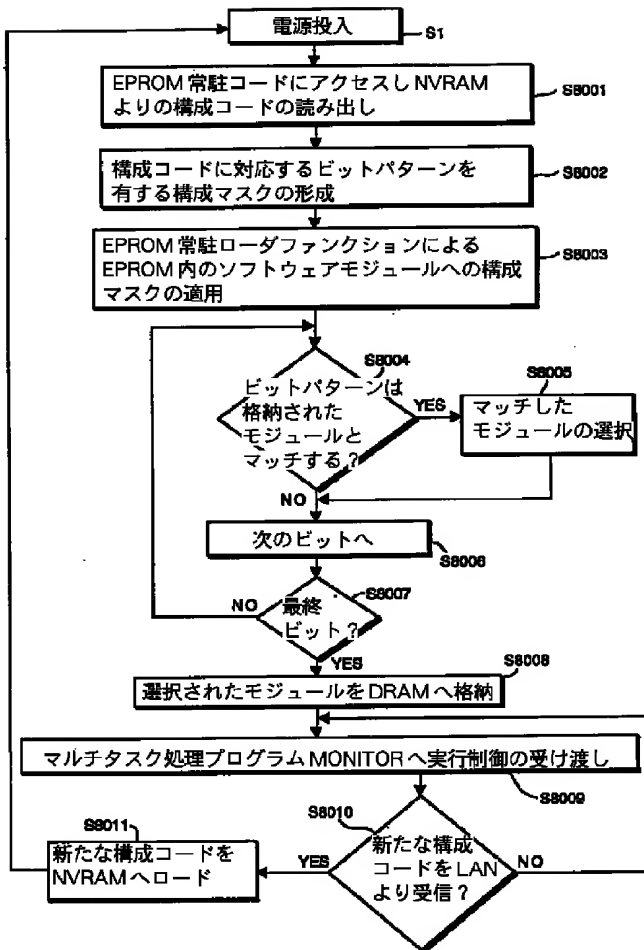 電源投入
S1
EPROM 常駐コードにアクセスし NVRAM
よりの構成コードの読み出し
S8001
構成コードに対応するビットパターンを
有する構成マスクの形成
S8002
EPROM 常駐ローダファンクションによる
EPROM 内のソフトウェアモジュールへの構成
マスクの適用
S8003
S8004
ビットパターンは
格納された
モジュールと
マッチする?
YES
S8005
マッチした
モジュールの選択
NO
次のビットへ
S8006
S8007
NO
最終
ビット?
YES
S8008
選択されたモジュールをDRAMへ格納
マルチタスク処理プログラム MONITOR へ実行制御の受け渡し
S8009
S8010
新たな構成
コードを LAN
より受信?
YES
NO
S8011
新たな構成コードを
NVRAM へロード